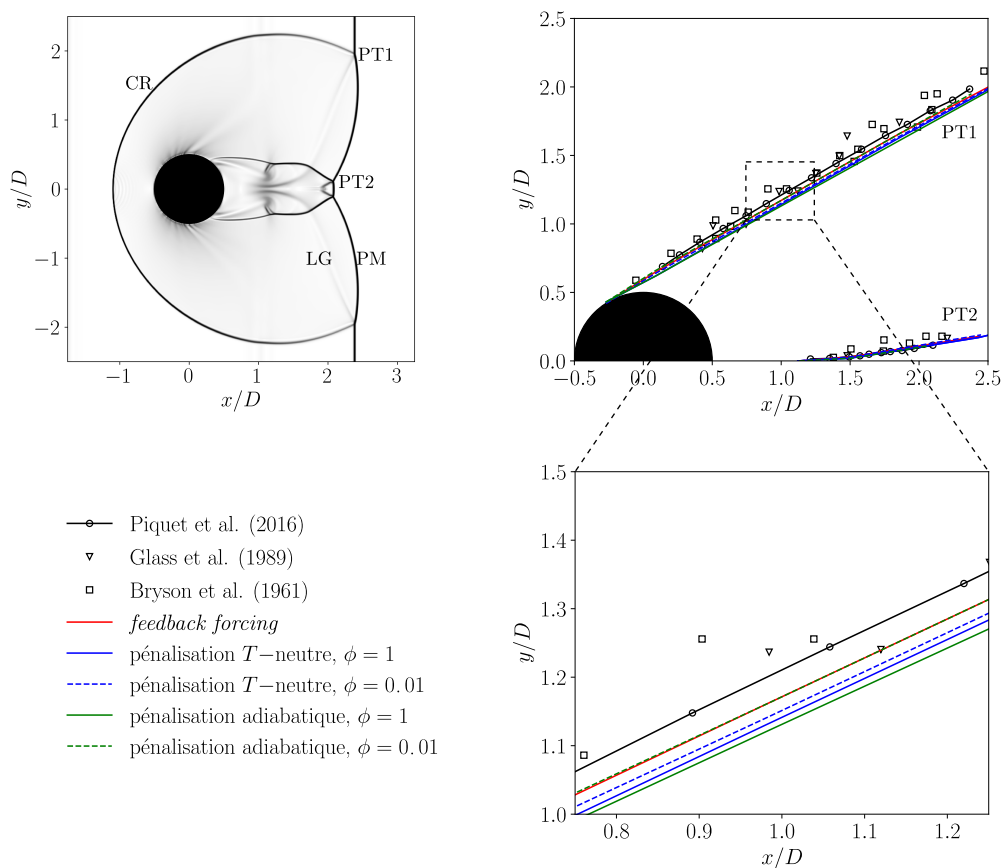 2
1
0
−1
−2
y/D
−1
0
1
2
3
x/D
CR
PT1
PT2
LG
PM
2.5
2.0
1.5
1.0
0.5
0.0
y/D
−0.5
0.0
0.5
1.0
1.5
2.0
2.5
x/D
PT1
PT2
1.5
1.4
1.3
1.2
1.1
1.0
y/D
0.8
0.9
1.0
1.1
1.2
x/D
Piquet et al. (2016)
Glass et al. (1989)
Bryson et al. (1961)
feedback forcing
pénalisation T−neutre, ϕ = 1
pénalisation T−neutre, ϕ = 0.01
pénalisation adiabatique, ϕ = 1
pénalisation adiabatique, ϕ = 0.01